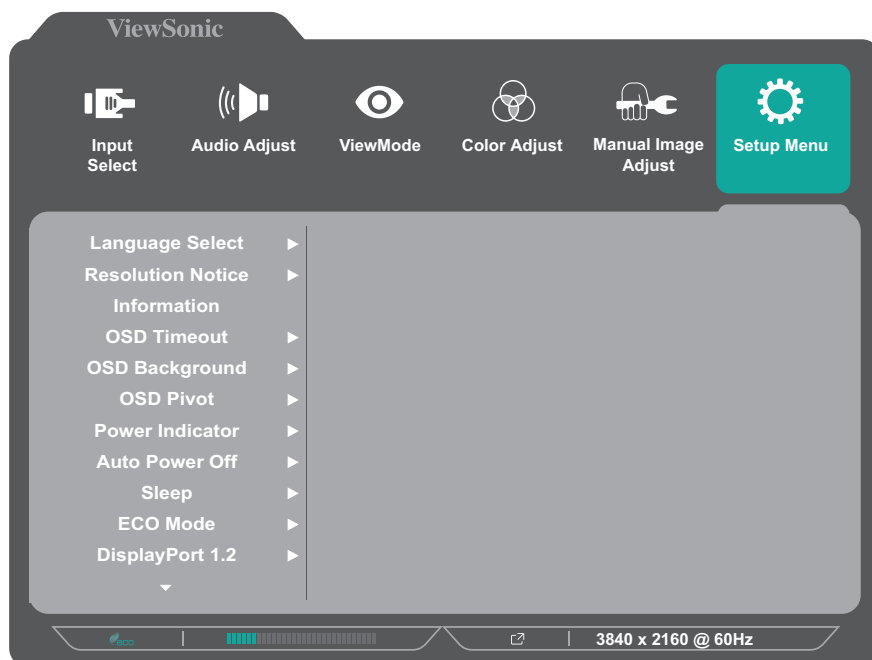 ViewSonic
Input
Select
Audio Adjust
ViewMode
Color Adjust
Manual Image
Adjust
Setup Menu
Language Select
Resolution Notice
Information
OSD Timeout
OSD Background
OSD Pivot
Power Indicator
Auto Power Off
Sleep
ECO Mode
DisplayPort 1.2
eco
3840 x 2160 @ 60Hz